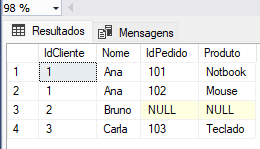 98 %
Resultados Mensagens
IdCliente Nome IdPedido Produto
1 1 Ana 101 Notbook
2 1 Ana 102 Mouse
3 2 Bruno NULL NULL
4 3 Carla 103 Teclado